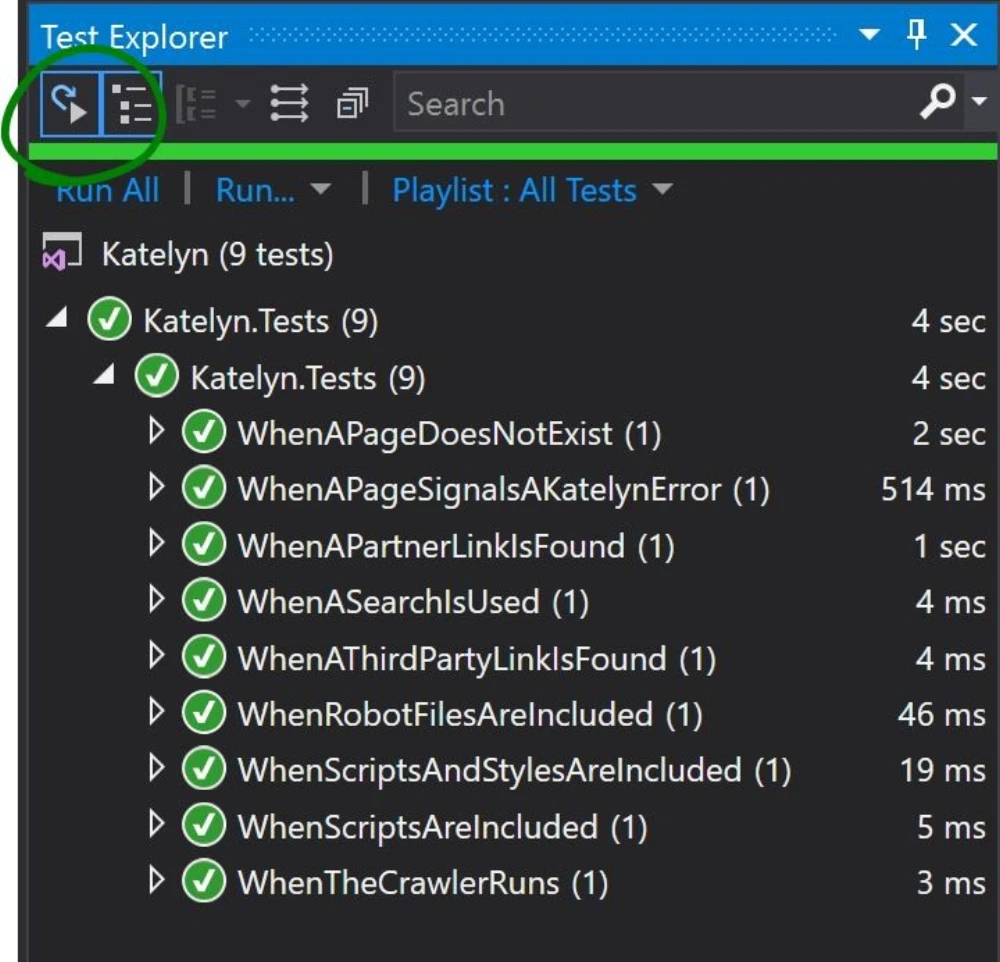 Test Explorer
Search
Run All | Run... | Playlist : All Tests
Katelyn (9 tests)
Katelyn.Tests (9) 4 sec
Katelyn.Tests (9) 4 sec
WhenAPageDoesNotExist (1) 2 sec
WhenAPageSignalsAKatelynError (1) 514 ms
WhenAPartnerLinkIsFound (1) 1 sec
WhenASearchIsUsed (1) 4 ms
WhenAThirdPartyLinkIsFound (1) 4 ms
WhenRobotFilesAreIncluded (1) 46 ms
WhenScriptsAndStylesAreIncluded (1) 19 ms
WhenScriptsAreIncluded (1) 5 ms
WhenTheCrawlerRuns (1) 3 ms